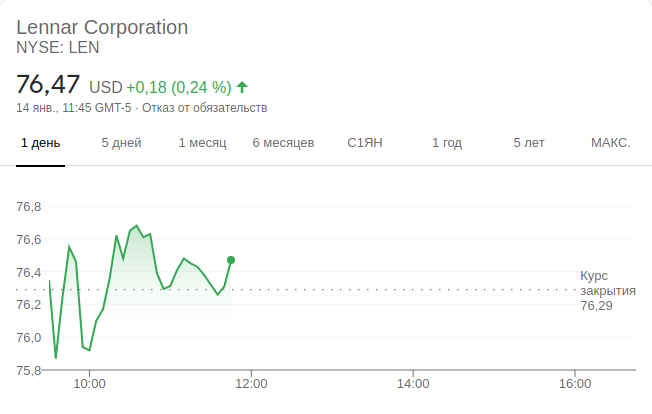 Lennar Corporation
NYSE: LEN
76,47 USD +0,18 (0,24 %)
14 янв., 11:45 GMT-5 · Отказ от обязательств
1 день 5 дней 1 месяц 6 месяцев С1ЯН 1 год 5 лет МАКС.
76,8
76,6
76,4
76,2
76,0
75,8
Курс
закрытия
76,29
10:00 12:00 14:00 16:00